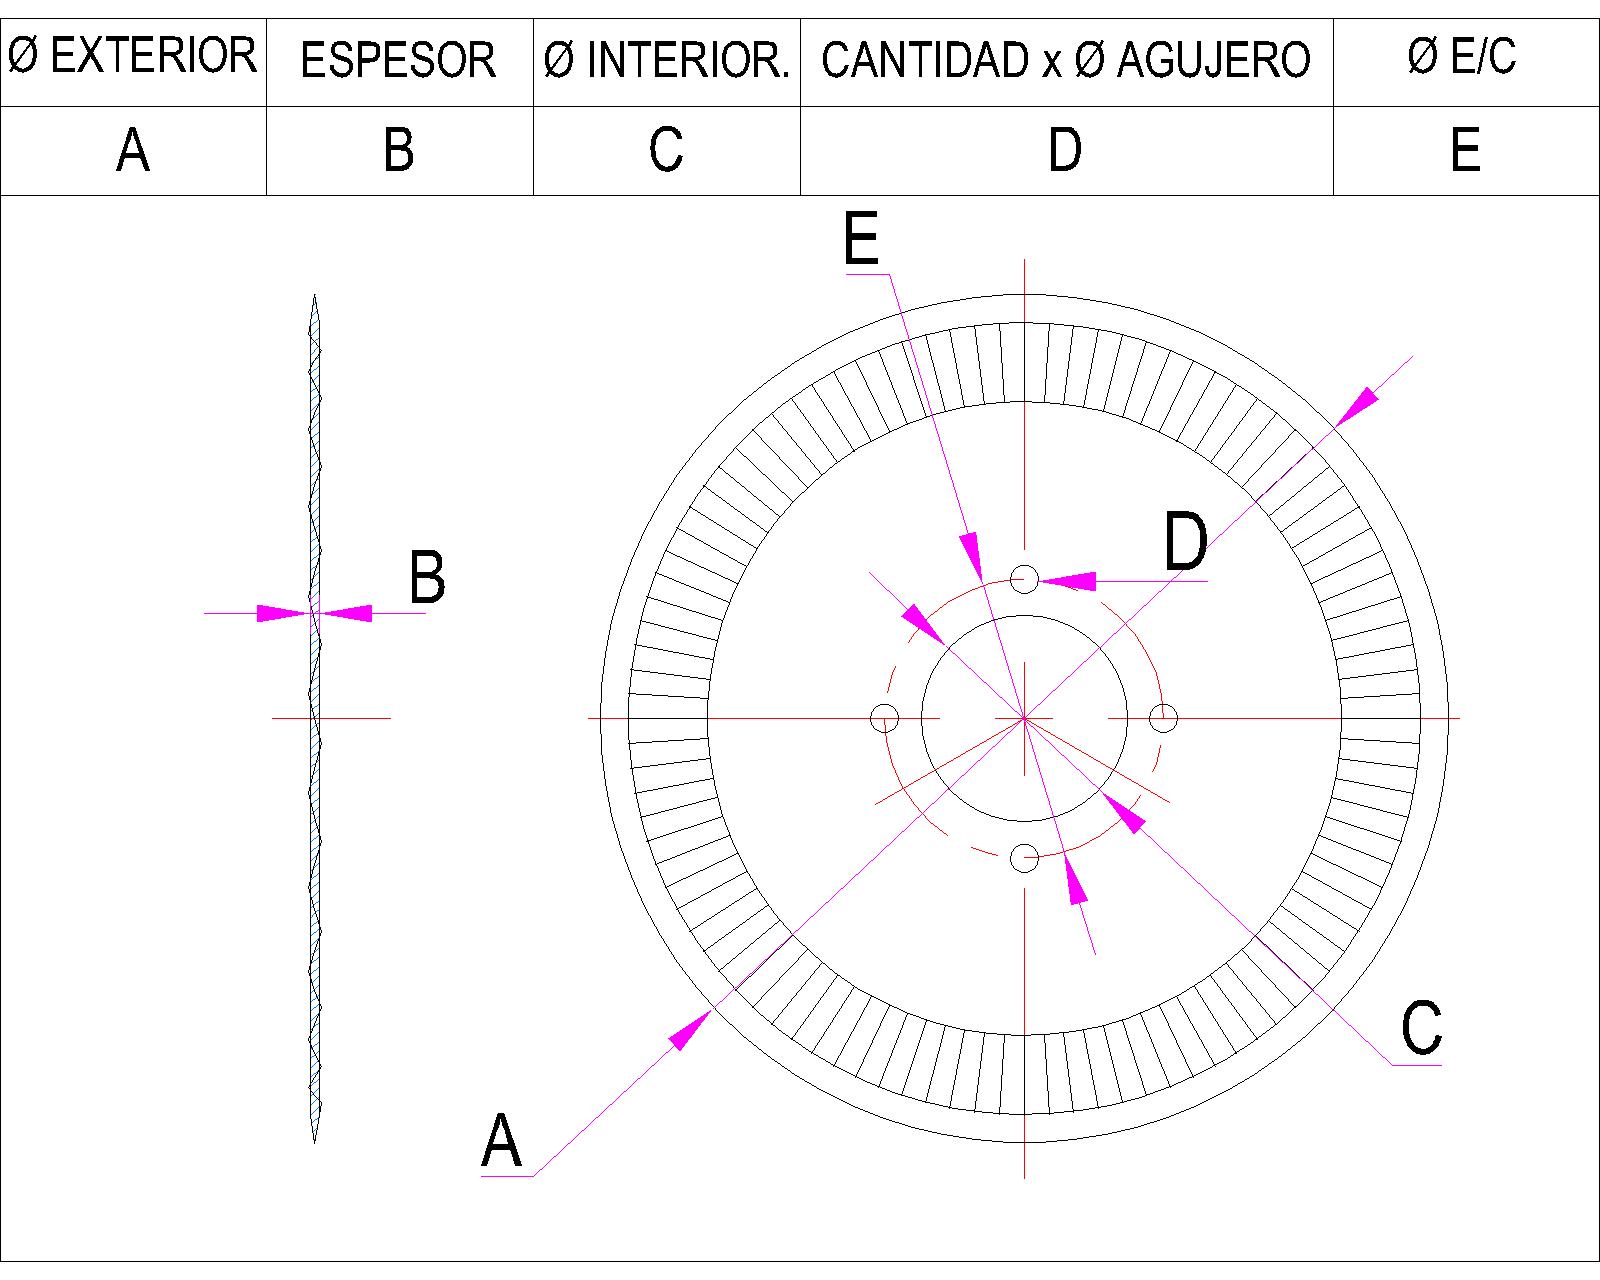 Ø EXTERIOR ESPESOR Ø INTERIOR. CANTIDAD x Ø AGUJERO Ø E/C
A B C D E
E
D
B
C
A